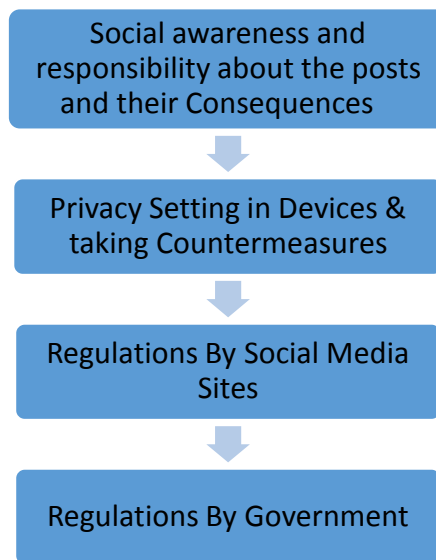 Social awareness and
responsibility about the posts
and their Consequences
Privacy Setting in Devices &
taking Countermeasures
Regulations By Social Media
Sites
Regulations By Government